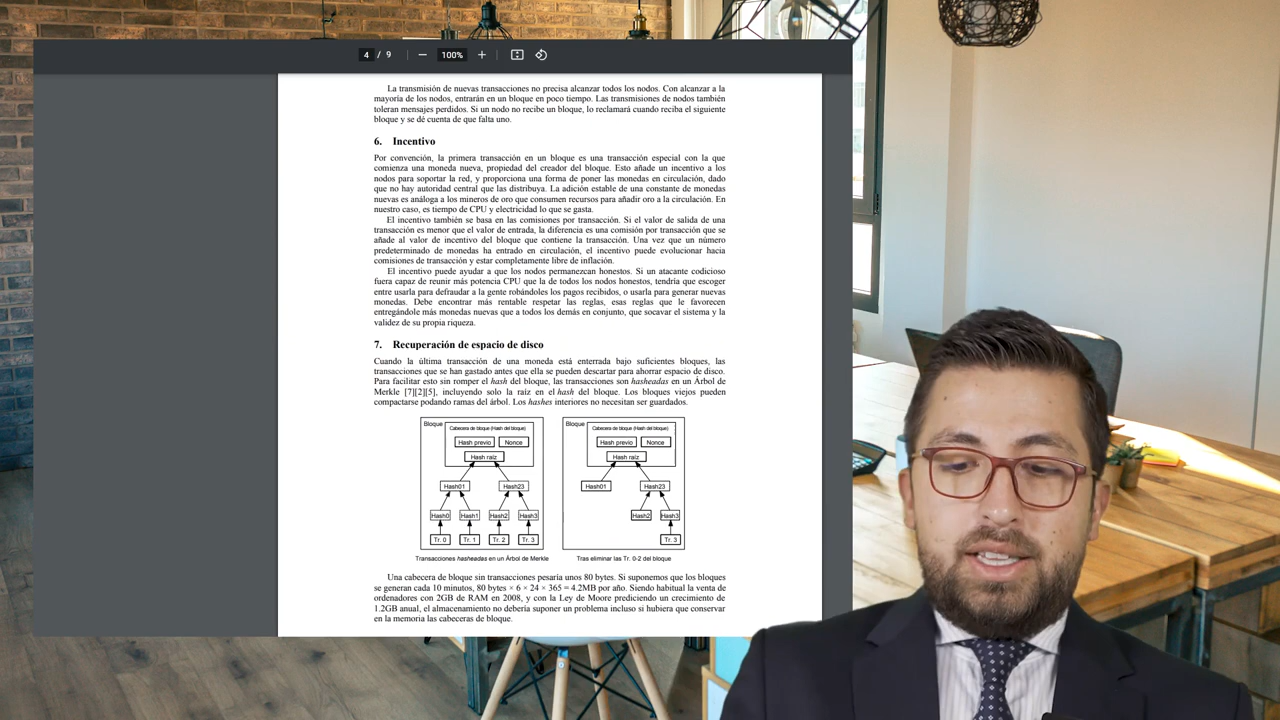 4 / 9
100%
La transmisión de nuevas transacciones no precisa alcanzar todos los nodos. Con alcanzar a la
mayoría de los nodos, entrarán en un bloque en poco tiempo. Las transmisiones de nodos también
toleran mensajes perdidos. Si un nodo no recibe un bloque, lo reclamará cuando reciba el siguiente
bloque y se dé cuenta de que falta uno.
6. Incentivo
Por convención, la primera transacción en un bloque es una transacción especial con la que
comienza una moneda nueva, propiedad del creador del bloque. Esto añade un incentivo a los
nodos para soportar la red, y proporciona una forma de poner las monedas en circulación, dado
que no hay autoridad central que las distribuya. La adición estable de una constante de monedas
nuevas es análoga a los mineros de oro que consumen recursos para añadir oro a la circulación. En
nuestro caso, es tiempo de CPU y electricidad lo que se gasta.
El incentivo también se basa en las comisiones por transacción. Si el valor de salida de una
transacción es menor que el valor de entrada, la diferencia es una comisión por transacción que se
añade al valor de incentivo del bloque que contiene la transacción. Una vez que un número
predeterminado de monedas ha entrado en circulación, el incentivo puede evolucionar hacia
comisiones de transacción y estar completamente libre de inflación.
El incentivo puede ayudar a que los nodos permanezcan honestos. Si un atacante codicioso
fuera capaz de reunir más potencia CPU que la de todos los nodos honestos, tendría que escoger
entre usarla para defraudar a la gente robándoles los pagos recibidos, o usarla para generar nuevas
monedas. Debe encontrar más rentable respetar las reglas, esas reglas que le favorecen
entregándole más monedas nuevas que a todos los demás en conjunto, que socavar el sistema y la
validez de su propia riqueza.
7. Recuperación de espacio de disco
Cuando la última transacción de una moneda está enterrada bajo suficientes bloques, las
transacciones que se han gastado antes que ella se pueden descartar para ahorrar espacio de disco.
Para facilitar esto sin romper el hash del bloque, las transacciones son hasheadas en un Árbol de
Merkle [7][2][5], incluyendo solo la raíz en el hash del bloque. Los bloques viejos pueden
compactarse podando ramas del árbol. Los hashes interiores no necesitan ser guardados.
Bloque
Cabecera de bloque (Hash del bloque)
Hash previo Nonce
Hash raíz
Hash01 Hash23
Hash0 Hash1 Hash2 Hash3
Tr. 0 Tr. 1 Tr. 2 Tr. 3
Transacciones hasheadas en un Árbol de Merkle
Bloque
Cabecera de bloque (Hash del bloque)
Hash previo Nonce
Hash raíz
Hash01 Hash23
Hash2 Hash3
Tr. 3
Tras eliminar las Tr. 0-2 del bloque
Una cabecera de bloque sin transacciones pesaría unos 80 bytes. Si suponemos que los bloques
se generan cada 10 minutos, 80 bytes × 6 × 24 × 365 = 4.2MB por año. Siendo habitual la venta de
ordenadores con 2GB de RAM en 2008, y con la Ley de Moore prediciendo un crecimiento de
1.2GB anual, el almacenamiento no debería suponer un problema incluso si hubiera que conservar
en la memoria las cabeceras de bloque.